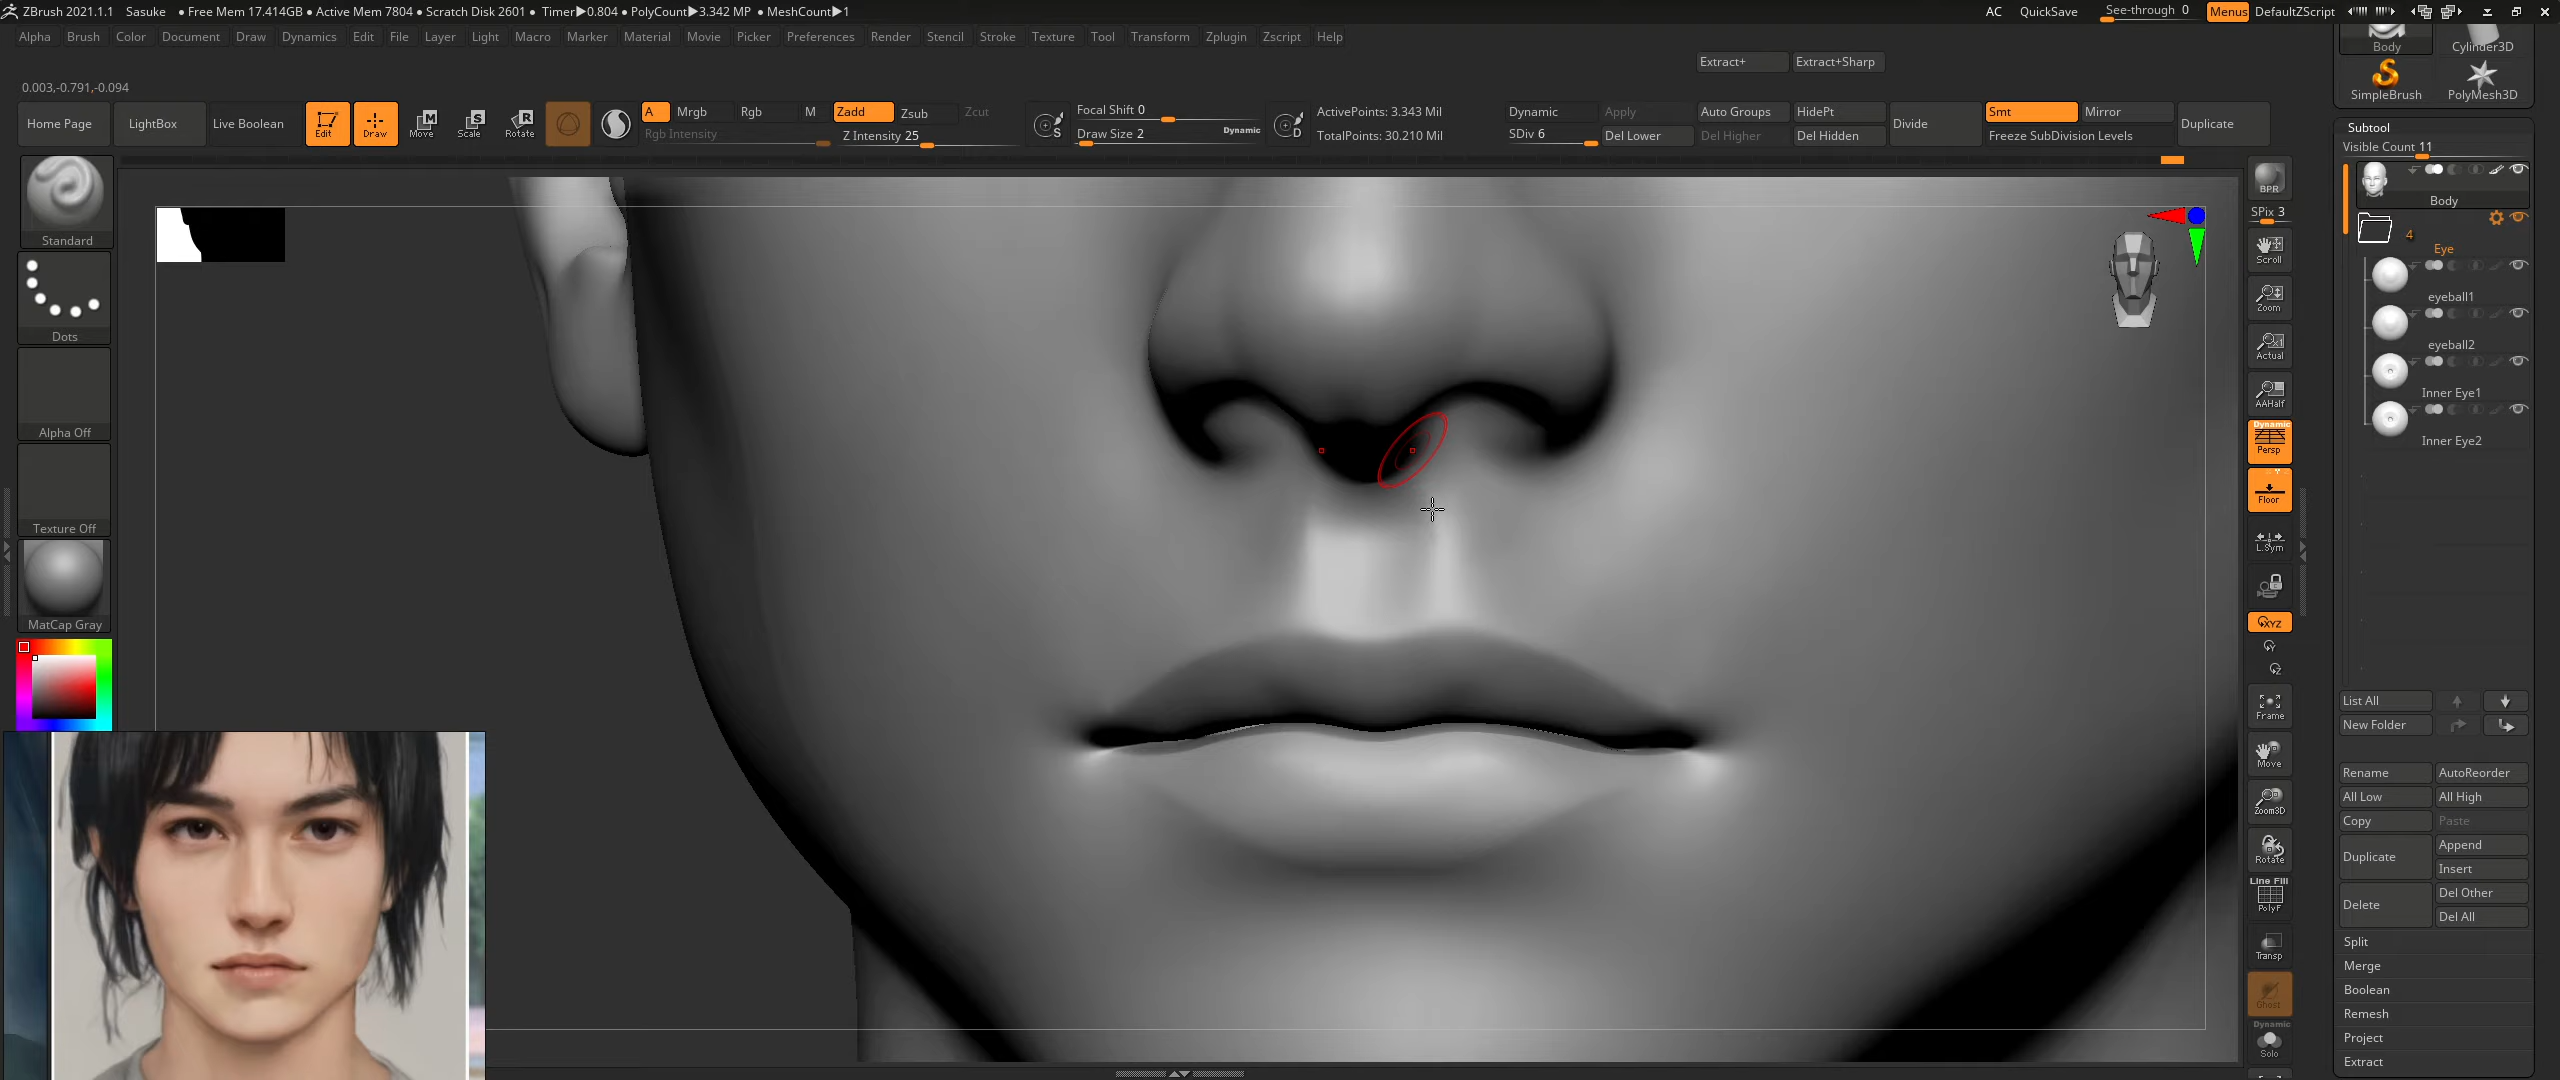 ZBrush 2021.1.1 Sasuke • Free Mem 17.414GB • Active Mem 7804 • Scratch Disk 2601 • Timer▶0.804 • PolyCount▶3.342 MP • MeshCount▶1 AC QuickSave See-through 0 Menus DefaultZScript
Alpha Brush Color Document Draw Dynamics Edit File Layer Light Macro Marker Material Movie Picker Preferences Render Stencil Stroke Texture Tool Transform Zplugin Zscript Help
Body Cylinder3D
Extract+ Extract+Sharp
0.003,-0.791,-0.094
SimpleBrush PolyMesh3D
Home Page LightBox Live Boolean Edit Draw Move Scale Rotate
A Mrgb Rgb M Zadd Zsub Zcut
Rgb Intensity Z Intensity 25
Focal Shift 0
Draw Size 2 Dynamic
ActivePoints: 3.343 Mil
TotalPoints: 30.210 Mil
Dynamic Apply Auto Groups HidePt
SDiv 6 Del Lower Del Higher Del Hidden
Divide
Smt Mirror
Freeze SubDivision Levels
Duplicate
Standard
Dots
Alpha Off
Texture Off
MatCap Gray
BPR
SPix 3
Scroll
Zoom
Actual
AAHalf
Dynamic
Persp
Floor
L.Sym
XYZ
Frame
Move
Zoom3D
Rotate
Line Fill
PolyF
Transp
Ghost
Dynamic
Solo
Subtool
Visible Count 11
Body
4
Eye
eyeball1
eyeball2
Inner Eye1
Inner Eye2
List All
New Folder
Rename AutoReorder
All Low All High
Copy Paste
Duplicate Append
Insert
Delete Del Other
Del All
Split
Merge
Boolean
Remesh
Project
Extract